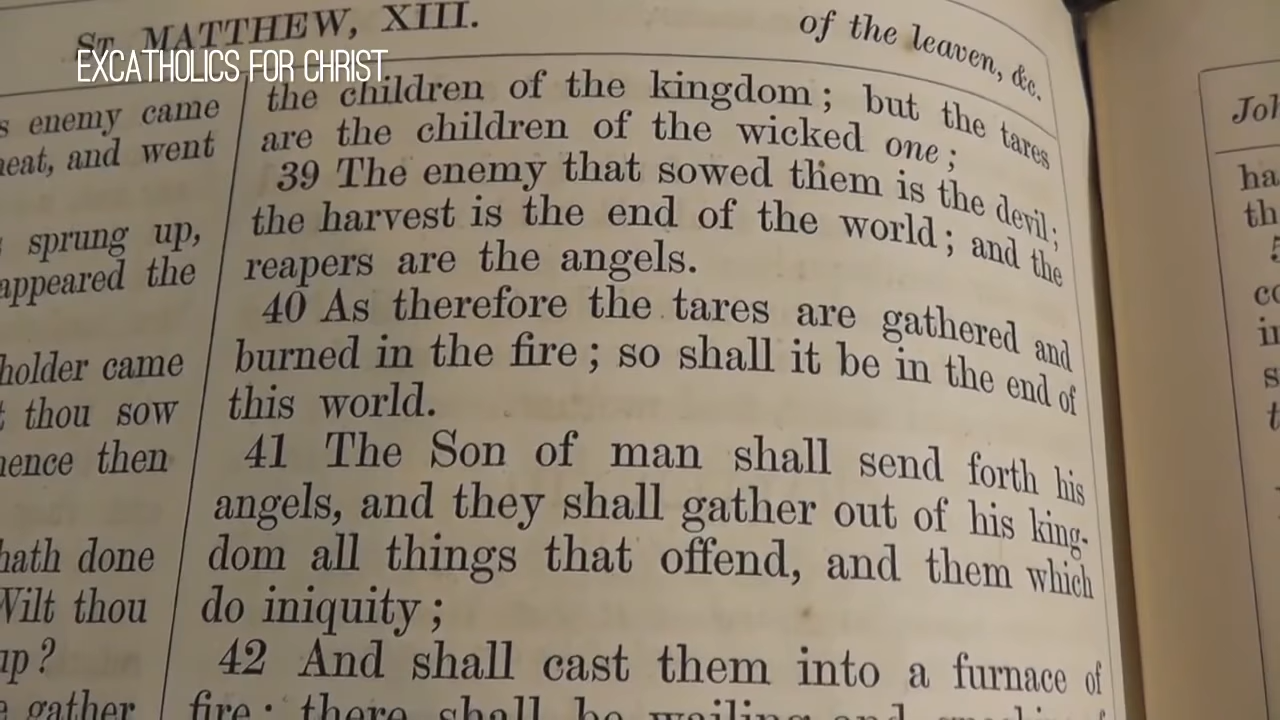 ST. MATTHEW, XIII.
of the leaven, &c.
EXCATHOLICS FOR CHRIST
enemy came
and went
sprung up,
appeared the
holder came
thou sow
then
hath done
Wilt thou
up?
gather
the children of the kingdom; but the tares
are the children of the wicked one;
39 The enemy that sowed them is the devil;
the harvest is the end of the world; and the
reapers are the angels.
40 As therefore the tares are gathered and
burned in the fire; so shall it be in the end of
this world.
41 The Son of man shall send forth his
angels, and they shall gather out of his king-
dom all things that offend, and them which
do iniquity;
42 And shall cast them into a furnace of
fire: there shall be wailing and